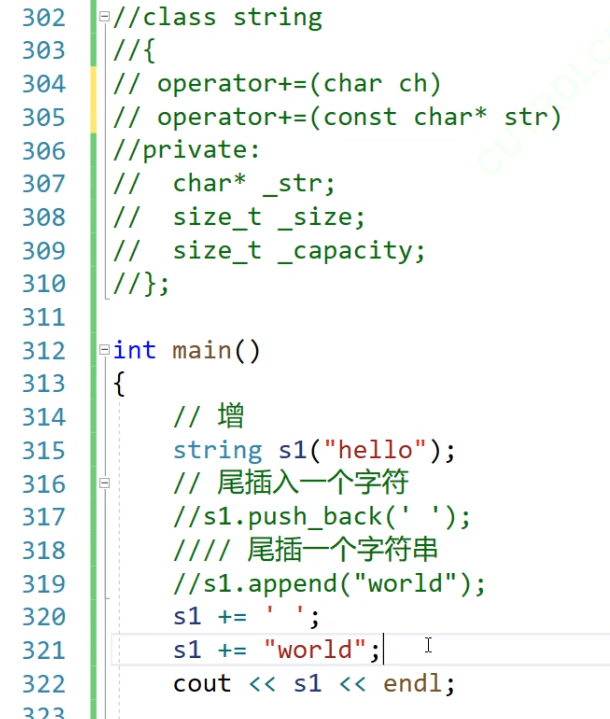 302 //class string
303 //{
304 // operator+=(char ch)
305 // operator+=(const char* str)
306 //private:
307 //  char* _str;
308 //  size_t _size;
309 //  size_t _capacity;
310 //};
311
312 int main()
313 {
314     // 增
315     string s1("hello");
316     // 尾插入一个字符
317     //s1.push_back(' ');
318     //// 尾插一个字符串
319     //s1.append("world");
320     s1 += ' ';
321     s1 += "world";
322     cout << s1 << endl;
323